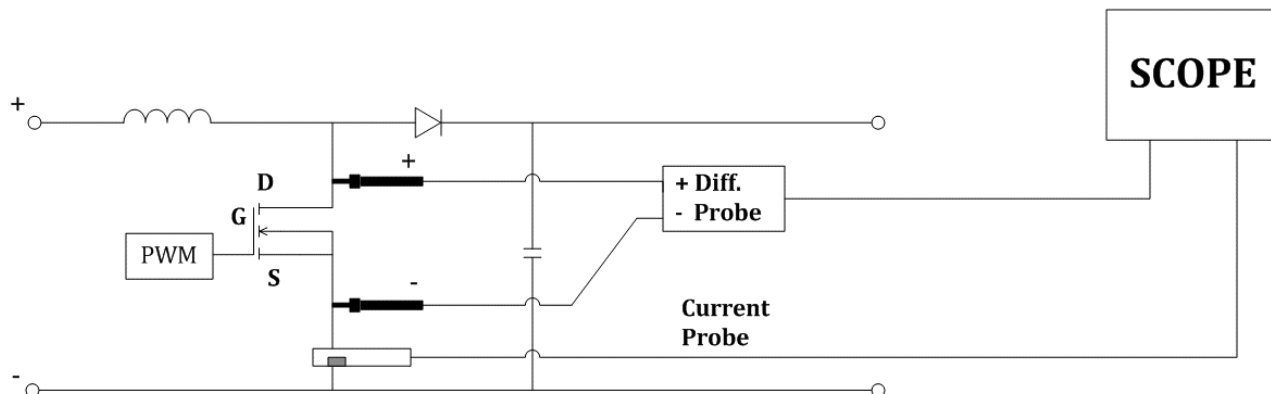 SCOPE
+
+
D
+ Diff.
- Probe
G
PWM
S
-
Current
Probe
-